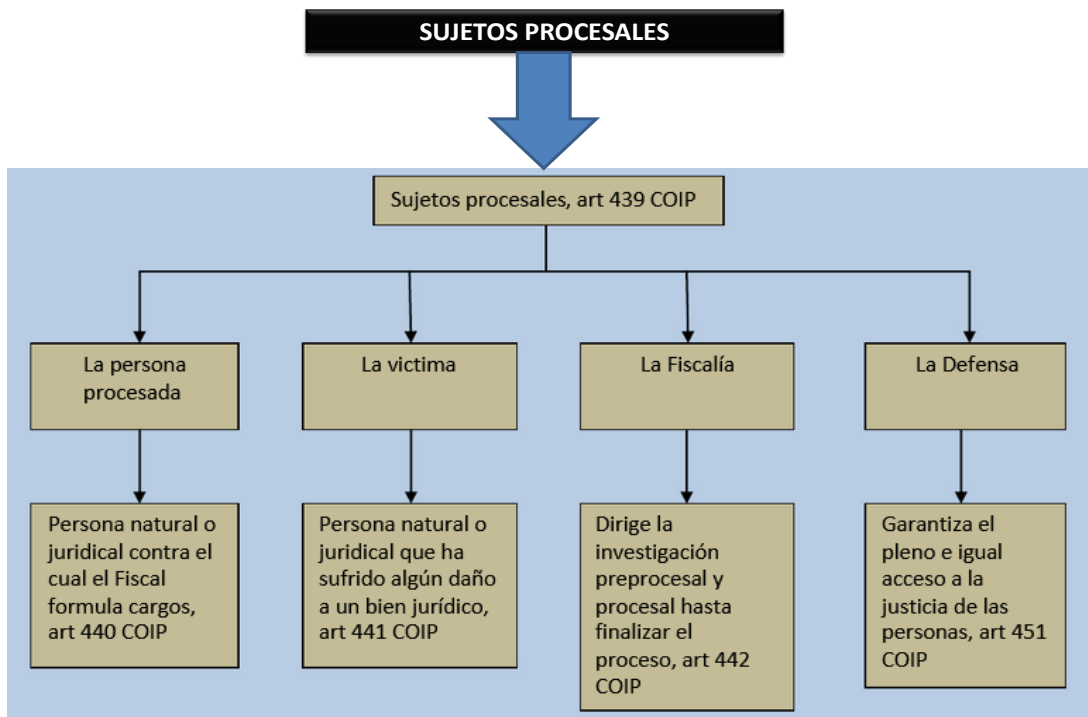 SUJETOS PROCESALES
Sujetos procesales, art 439 COIP
La persona
procesada
La victima
La Fiscalía
La Defensa
Persona natural o
juridical contra el
cual el Fiscal
formula cargos,
art 440 COIP
Persona natural o
juridical que ha
sufrido algún daño
a un bien jurídico,
art 441 COIP
Dirige la
investigación
preprocesal y
procesal hasta
finalizar el
proceso, art 442
COIP
Garantiza el
pleno e igual
acceso a la
justicia de las
personas, art 451
COIP